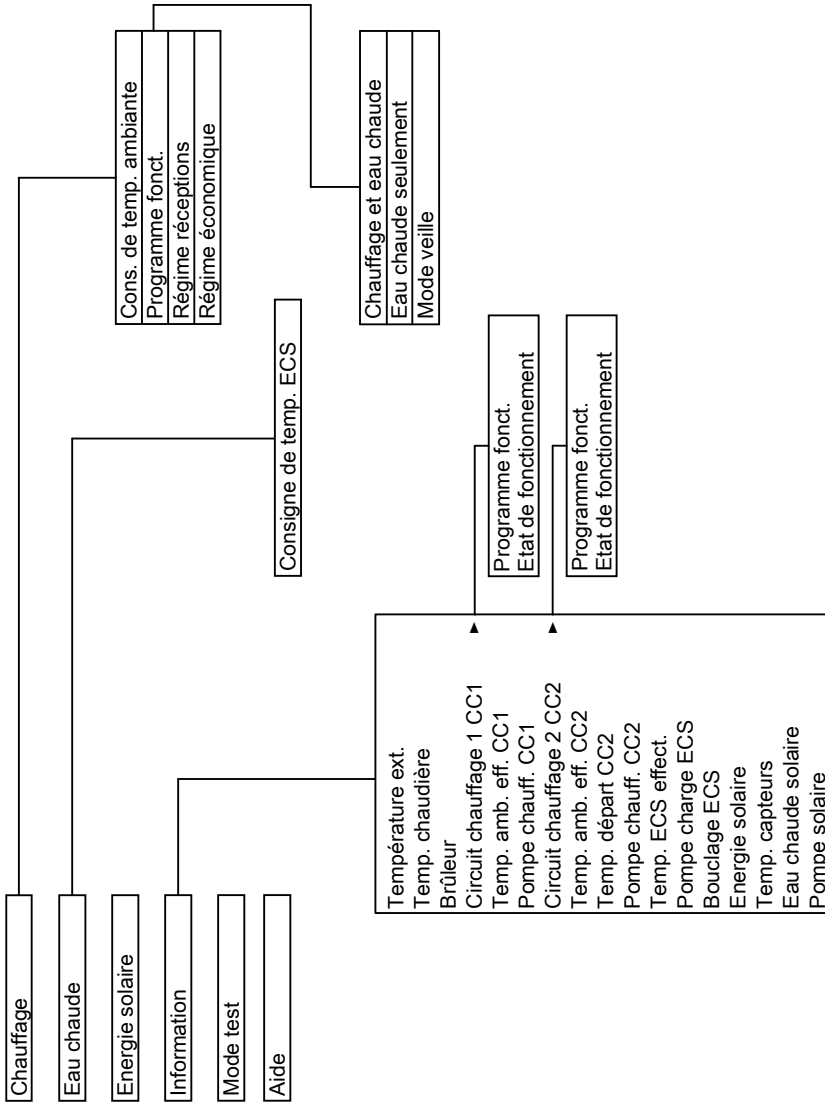 Chauffage
Eau chaude
Energie solaire
Information
Mode test
Aide
Cons. de temp. ambiante
Programme fonct.
Régime réceptions
Régime économique
Chauffage et eau chaude
Eau chaude seulement
Mode veille
Consigne de temp. ECS
Température ext.
Temp. chaudière
Brûleur
Circuit chauffage 1 CC1
Temp. amb. eff. CC1
Pompe chauff. CC1
Circuit chauffage 2 CC2
Temp. amb. eff. CC2
Temp. départ CC2
Pompe chauff. CC2
Temp. ECS effect.
Pompe charge ECS
Bouclage ECS
Energie solaire
Temp. capteurs
Eau chaude solaire
Pompe solaire
Programme fonct.
Etat de fonctionnement
Programme fonct.
Etat de fonctionnement